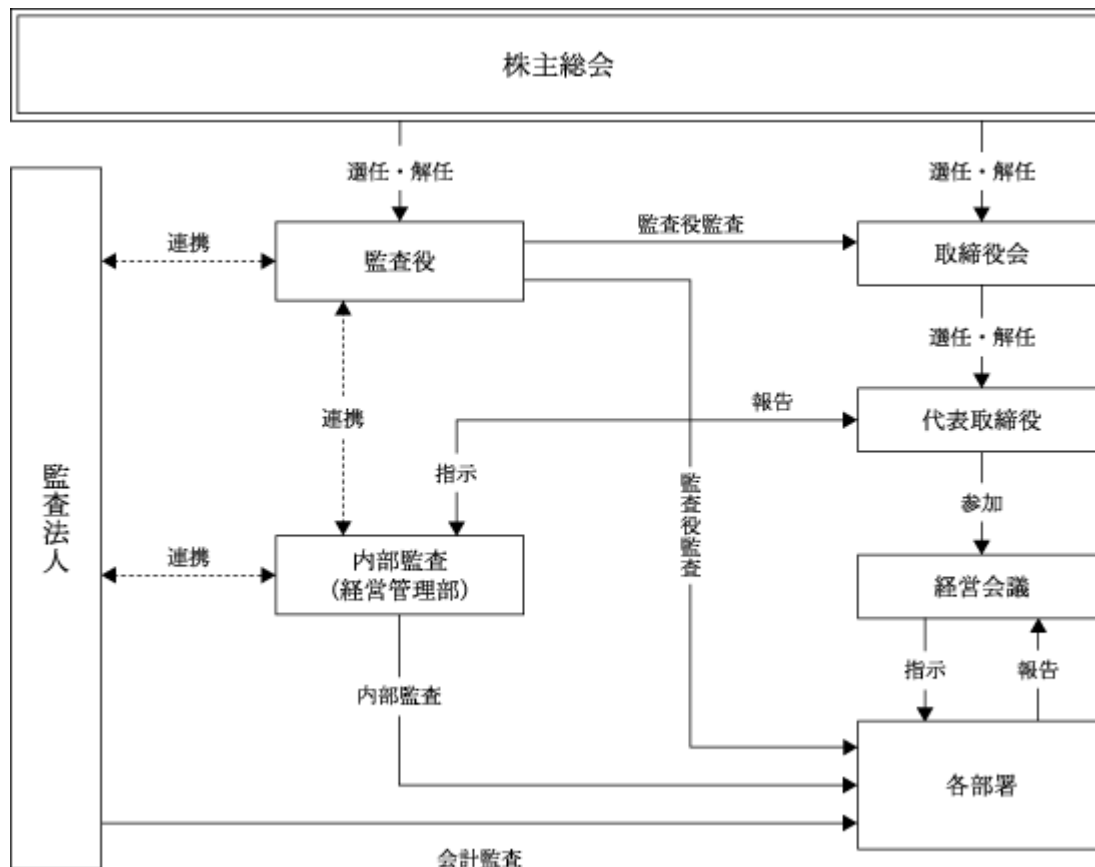 株主総会
選任・解任
選任・解任
監査役監査
連携
監査役
取締役会
選任・解任
報告
代表取締役
連携
指示
監査役監査
参加
監査法人
連携
内部監査
(経営管理部)
経営会議
指示
報告
内部監査
各部署
会計監査